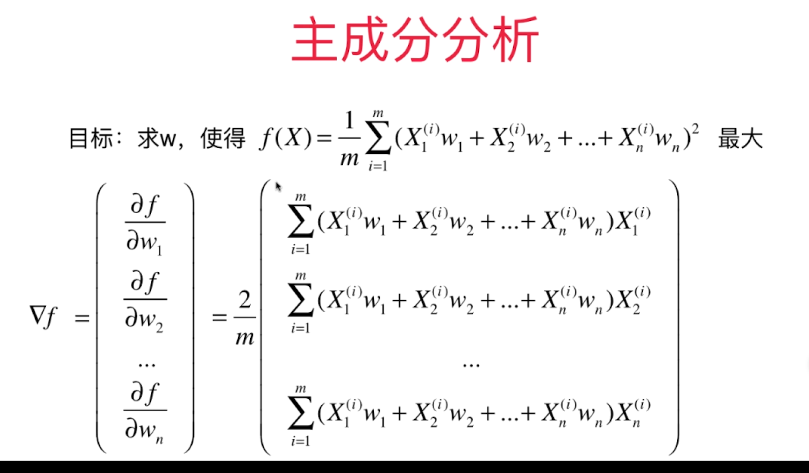 主成分分析
目标：求w，使得 f(X) = \frac{1}{m}\sum_{i=1}^{m}(X_1^{(i)}w_1 + X_2^{(i)}w_2 + ... + X_n^{(i)}w_n)^2 最大
\nabla f = \begin{pmatrix} \frac{\partial f}{\partial w_1} \\ \frac{\partial f}{\partial w_2} \\ ... \\ \frac{\partial f}{\partial w_n} \end{pmatrix} = \frac{2}{m}\begin{pmatrix} \sum_{i=1}^{m}(X_1^{(i)}w_1 + X_2^{(i)}w_2 + ... + X_n^{(i)}w_n)X_1^{(i)} \\ \sum_{i=1}^{m}(X_1^{(i)}w_1 + X_2^{(i)}w_2 + ... + X_n^{(i)}w_n)X_2^{(i)} \\ ... \\ \sum_{i=1}^{m}(X_1^{(i)}w_1 + X_2^{(i)}w_2 + ... + X_n^{(i)}w_n)X_n^{(i)} \end{pmatrix}